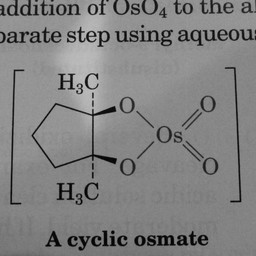 addition of OsO4 to the al
parate step using aqueous
H3C
O
O
Os
O
O
H3C
A cyclic osmate